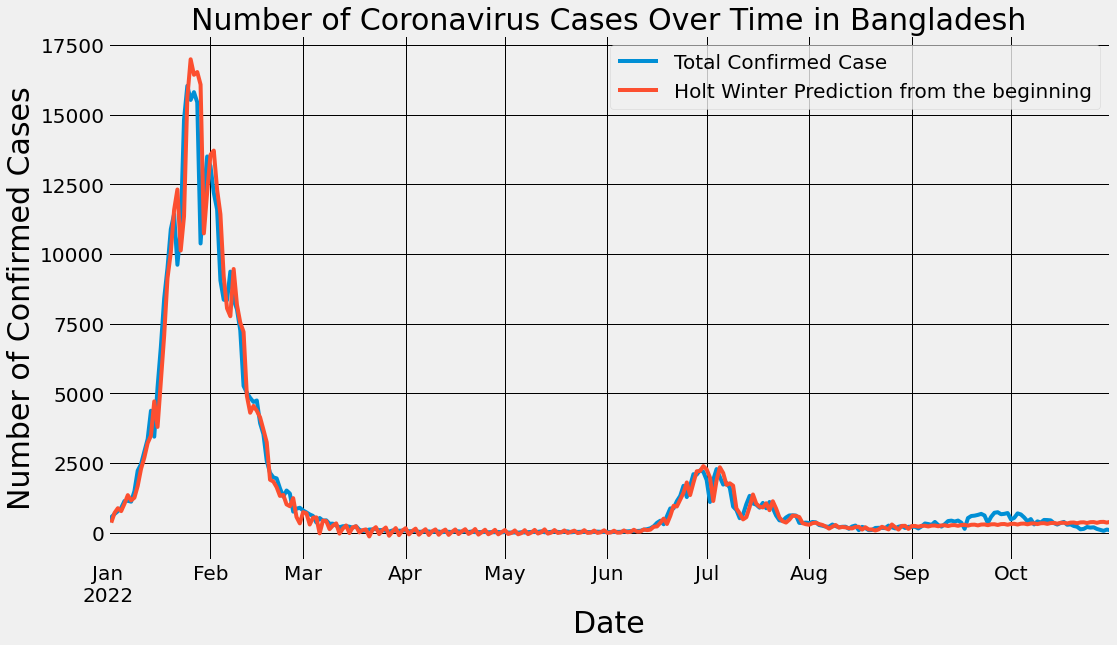 Number of Coronavirus Cases Over Time in Bangladesh
Total Confirmed Case
Holt Winter Prediction from the beginning
Number of Confirmed Cases
17500
15000
12500
10000
7500
5000
2500
0
Jan Feb Mar Apr May Jun Jul Aug Sep Oct
2022
Date